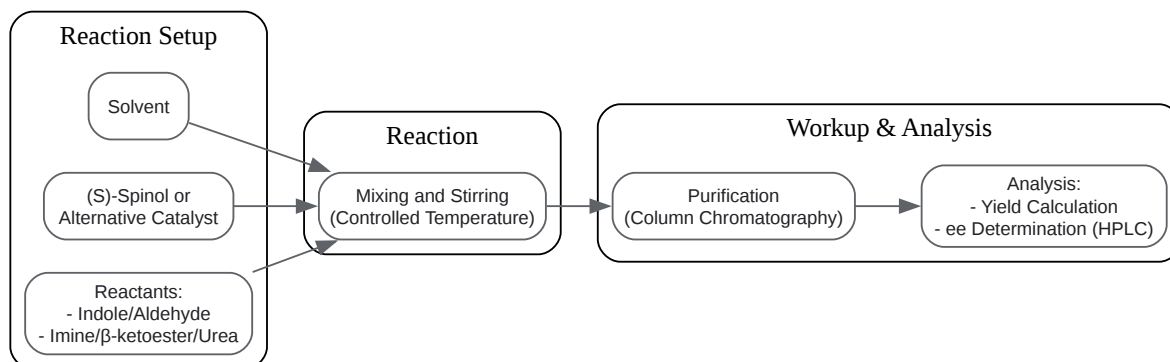 Reaction Setup
Solvent
(S)-Spinol or
Alternative Catalyst
Reactants:
- Indole/Aldehyde
- Imine/β-ketoester/Urea
Reaction
Mixing and Stirring
(Controlled Temperature)
Workup & Analysis
Purification
(Column Chromatography)
Analysis:
- Yield Calculation
- ee Determination (HPLC)